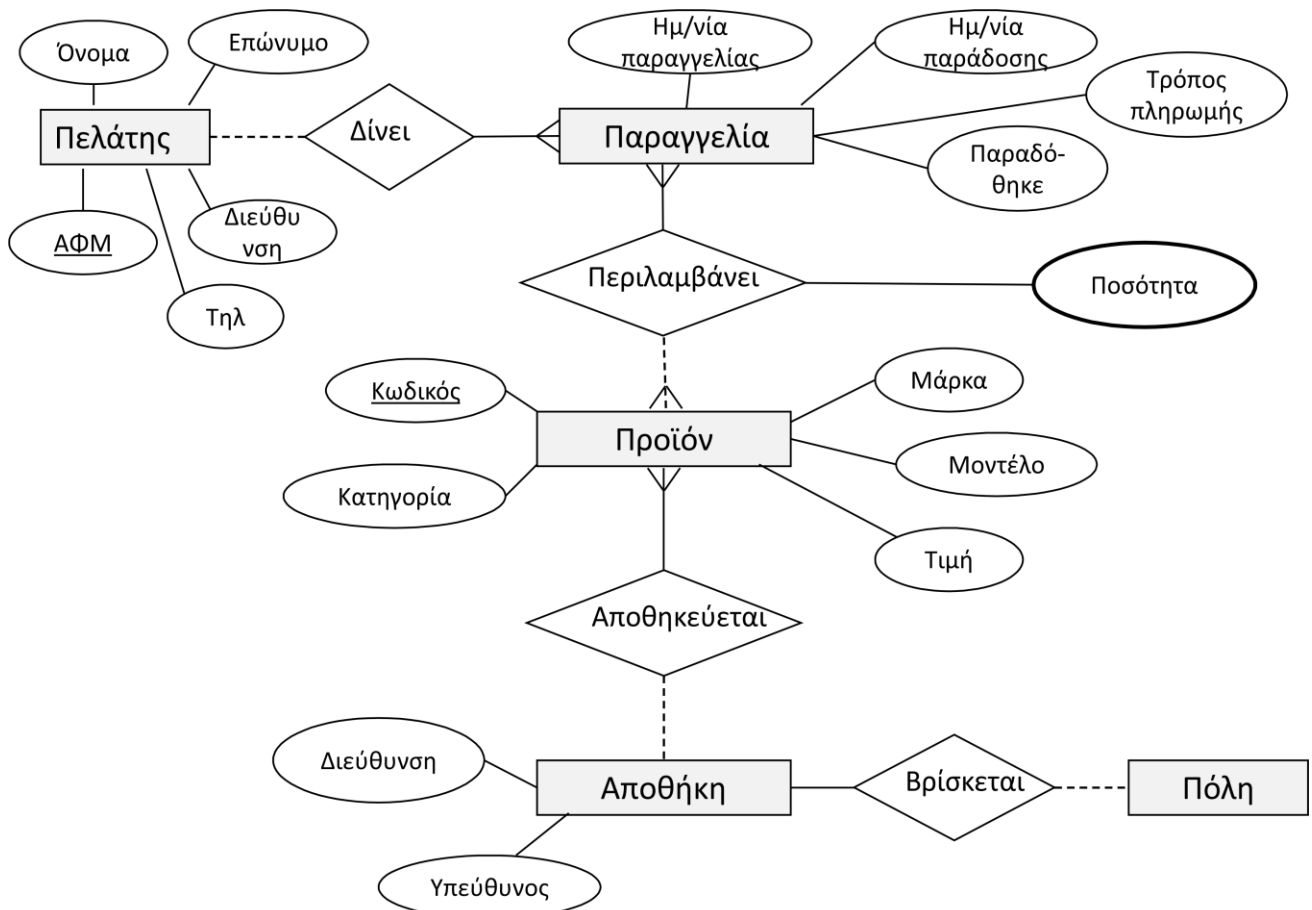 Όνομα
Επώνυμο
Ημ/νία
παραγγελίας
Ημ/νία
παράδοσης
Τρόπος
πληρωμής
Πελάτης
Δίνει
Παραγγελία
Παραδό-
θηκε
ΑΦΜ
Διεύθυ
νση
Τηλ
Περιλαμβάνει
Ποσότητα
Κωδικός
Μάρκα
Προϊόν
Μοντέλο
Κατηγορία
Τιμή
Αποθηκεύεται
Διεύθυνση
Αποθήκη
Βρίσκεται
Πόλη
Υπεύθυνος